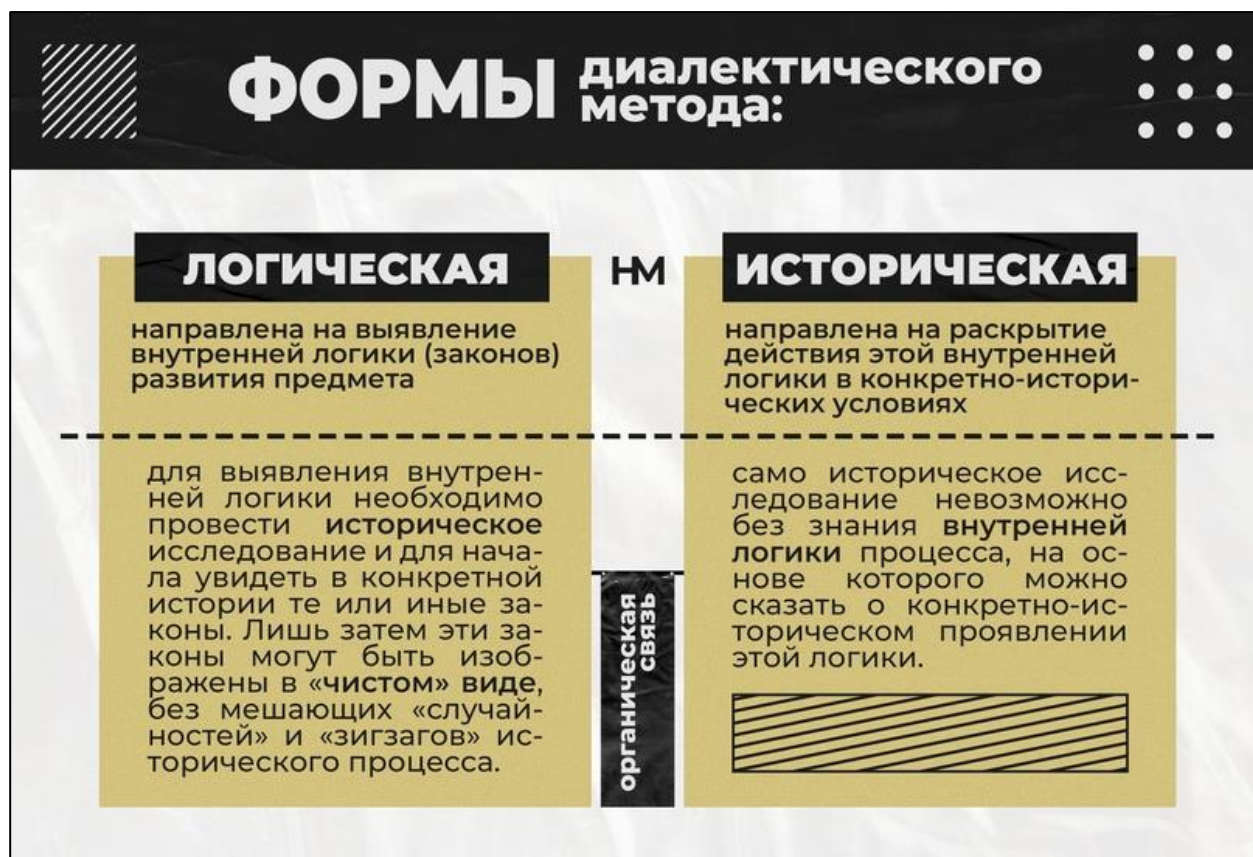 ФОРМЫ диалектического
метода:
ЛОГИЧЕСКАЯ
направлена на выявление
внутренней логики (законов)
развития предмета
для выявления внутрен-
ней логики необходимо
провести историческое
исследование и для нача-
ла увидеть в конкретной
истории те или иные за-
коны. Лишь затем эти за-
коны могут быть изоб-
ражены в «чистом» виде,
без мешающих «случай-
ностей» и «зигзагов» ис-
торического процесса.
НМ
органическая
связь
ИСТОРИЧЕСКАЯ
направлена на раскрытие
действия этой внутренней
логики в конкретно-истори-
ческих условиях
само историческое исс-
ледование невозможно
без знания внутренней
логики процесса, на ос-
нове которого можно
сказать о конкретно-ис-
торическом проявлении
этой логики.